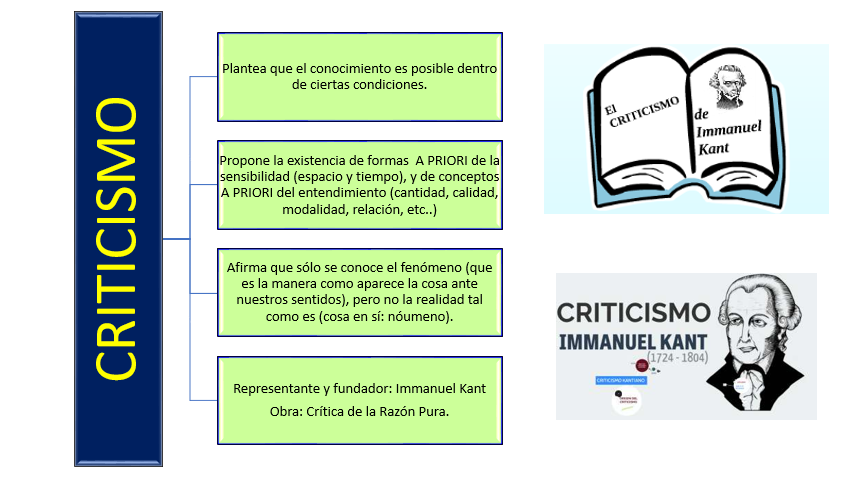 CRITICISMO
Plantea que el conocimiento es posible dentro
de ciertas condiciones.
Propone la existencia de formas A PRIORI de la
sensibilidad (espacio y tiempo), y de conceptos
A PRIORI del entendimiento (cantidad, calidad,
modalidad, relación, etc..)
Afirma que sólo se conoce el fenómeno (que
es la manera como aparece la cosa ante
nuestros sentidos), pero no la realidad tal
como es (cosa en sí: nóumeno).
Representante y fundador: Immanuel Kant
Obra: Crítica de la Razón Pura.
El
CRITICISMO
de
Immanuel
Kant
CRITICISMO
IMMANUEL KANT
(1724 - 1804)
CRITICISMO KANTIANO